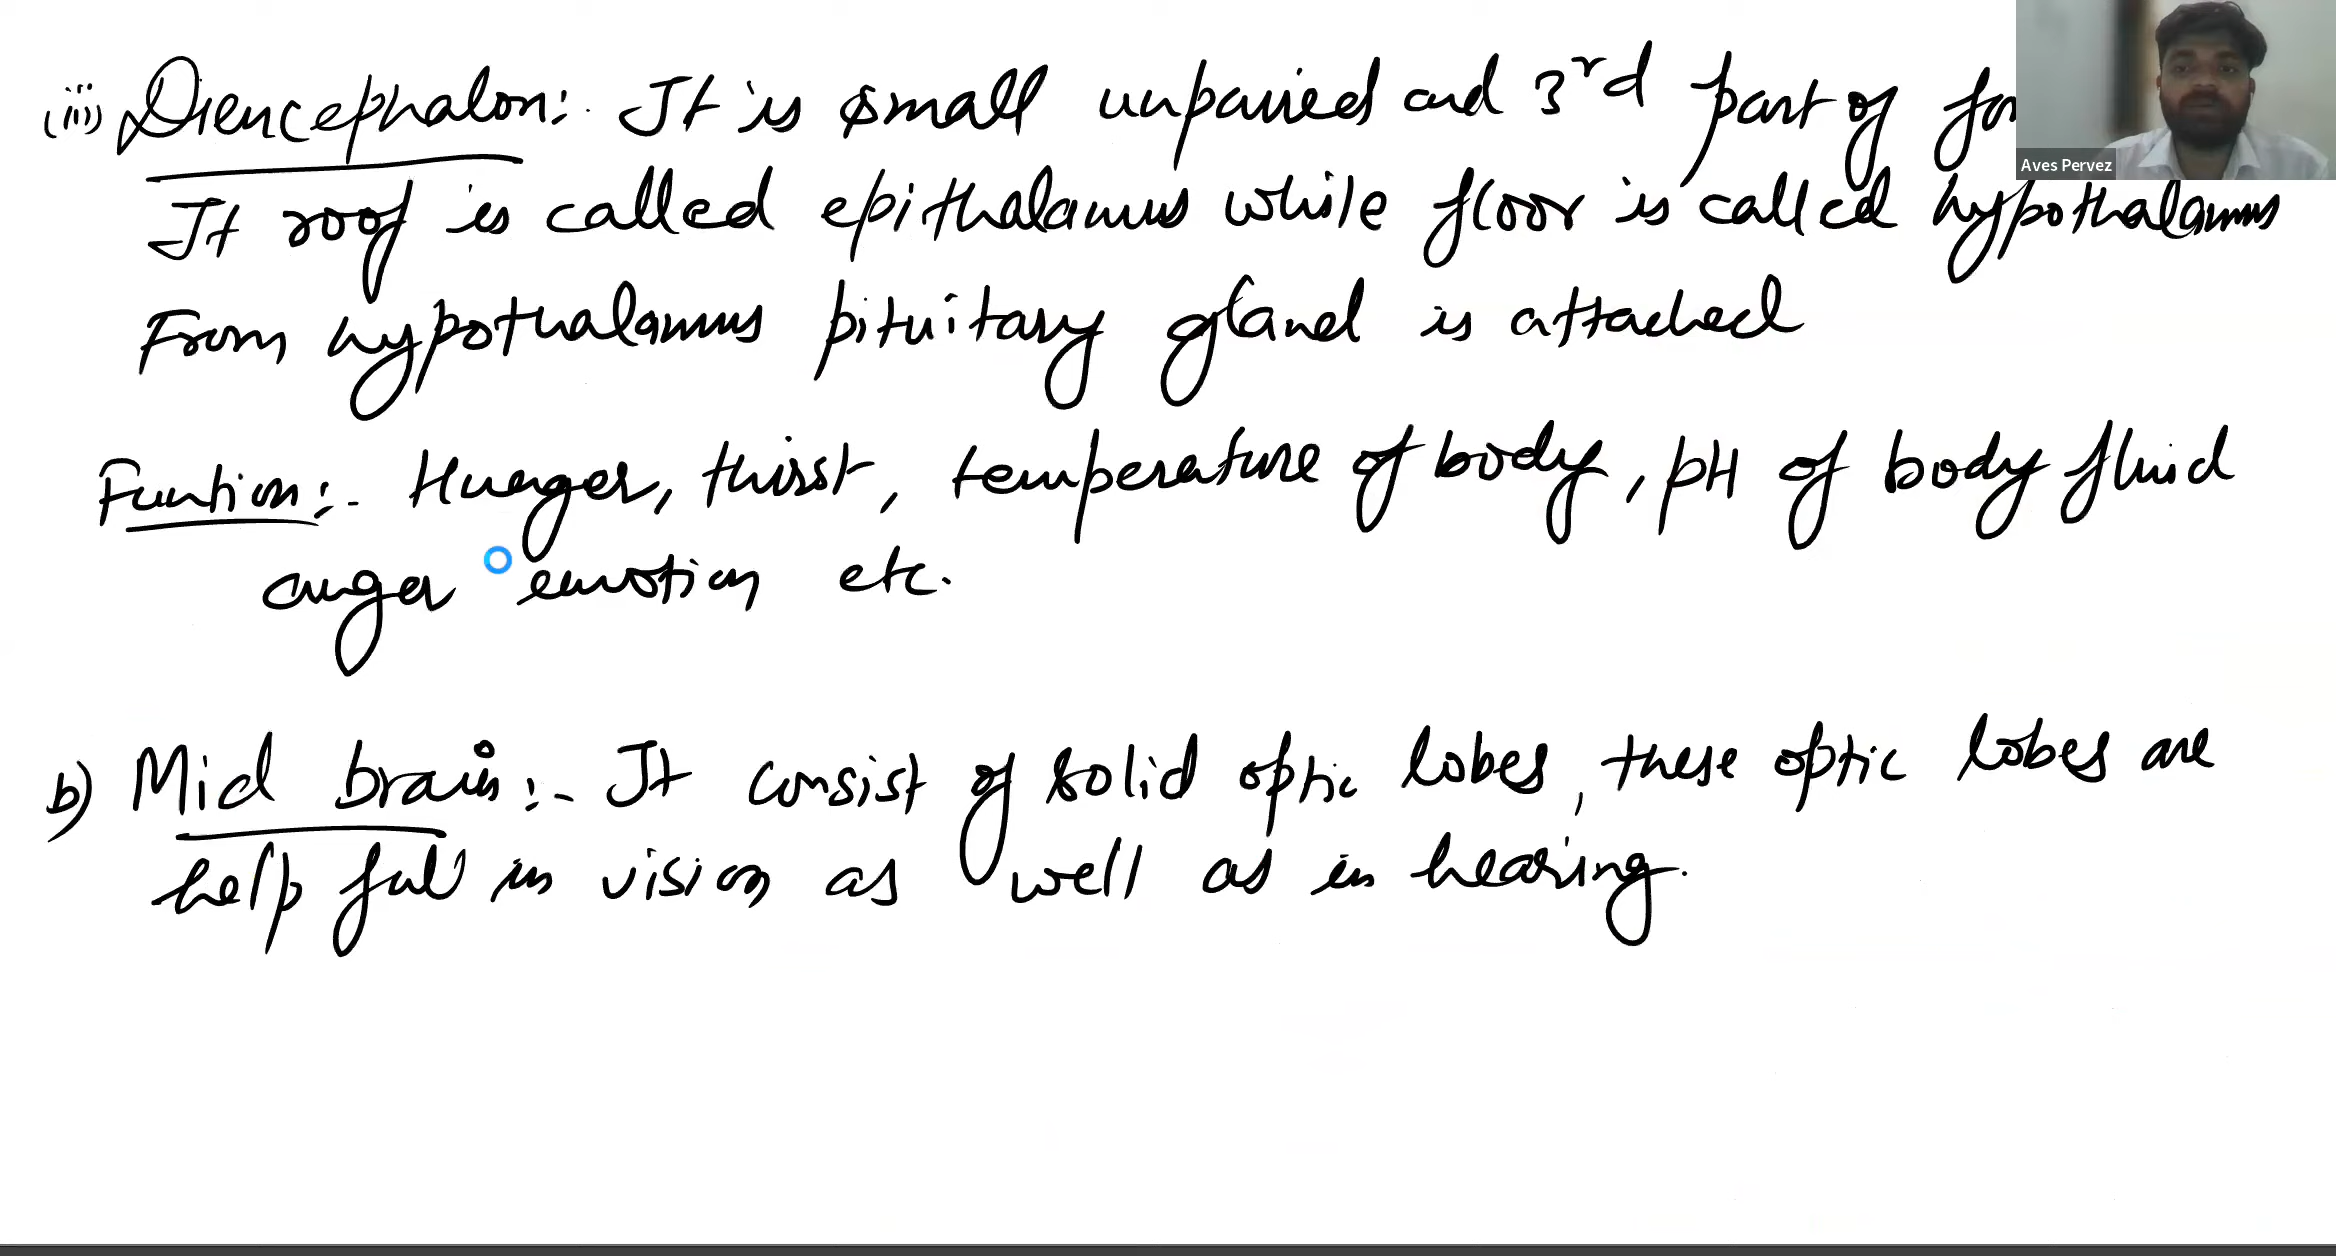 (iii) Diencephalon:- It is small unpaired and 3rd part of
Aves Pervez
It roof is called epithalamus while floor is called hypothalamus
From hypothalamus pituitary gland is attached
Funtion:- Hunger, thirst, temperature of body, pH of body fluid
anger emotion etc.
b) Mid brain:- It consist of solid optic lobes, these optic lobes are
help ful in vision as well as in hearing.